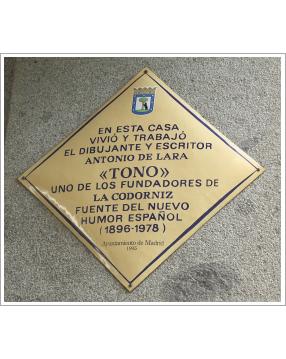 EN ESTA CASA
VIVIÓ Y TRABAJÓ
EL DIBUJANTE Y ESCRITOR
ANTONIO DE LARA
«TONO»
UNO DE LOS FUNDADORES DE
LA CODORNIZ
FUENTE DEL NUEVO
HUMOR ESPAÑOL
(1896-1978)
Ayuntamiento de Madrid
1995